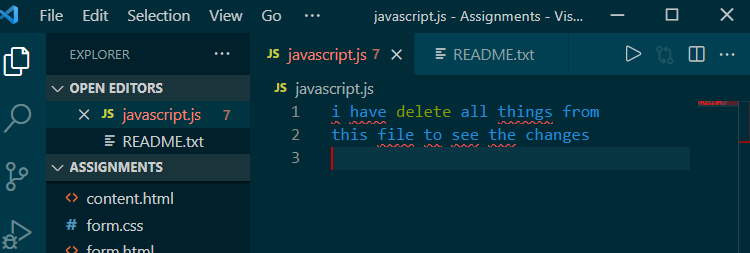 File Edit Selection View Go ··· javascript.js - Assignments - Vis...
EXPLORER
OPEN EDITORS
JS javascript.js 7
README.txt
ASSIGNMENTS
<> content.html
# form.css
<> form.html
JS javascript.js 7
README.txt
JS javascript.js
1 i have delete all things from
2 this file to see the changes
3